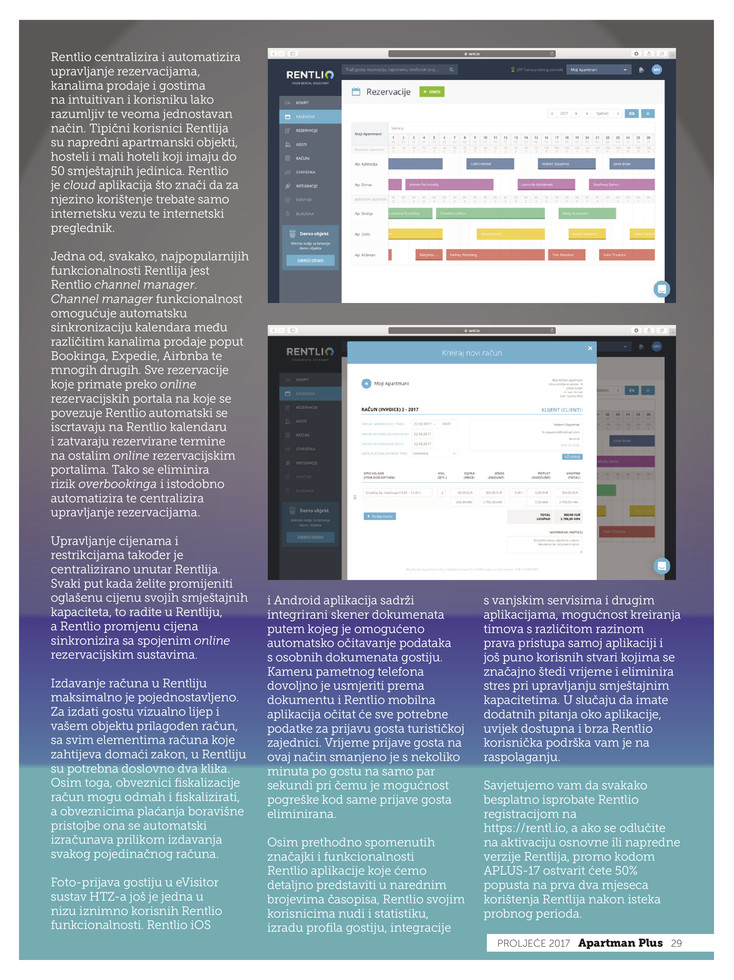 Rentlio centralizira i automatizira
upravljanje rezervacijama,
kanalima prodaje i gostima
na intuitivan i korisniku lako
razumljiv te veoma jednostavan
način. Tipični korisnici Rentlija
su napredni apartmanski objekti,
hosteli i mali hoteli koji imaju do
50 smještajnih jedinica. Rentlio
je cloud aplikacija što znači da za
njezino korištenje trebate samo
internetsku vezu te internetski
preglednik.
Jedna od, svakako, najpopularnijih
funkcionalnosti Rentlija jest
Rentlio channel manager.
Channel manager funkcionalnost
omogućuje automatsku
sinkronizaciju kalendara među
različitim kanalima prodaje poput
Bookinga, Expedie, Airbnba te
mnogih drugih. Sve rezervacije
koje primate preko online
rezervacijskih portala na koje se
povezuje Rentlio automatski se
iscrtavaju na Rentlio kalendaru
i zatvaraju rezervirane termine
na ostalim online rezervacijskim
portalima. Tako se eliminira
rizik overbookinga i istodobno
automatizira te centralizira
upravljanje rezervacijama.
Upravljanje cijenama i
restrikcijama također je
centralizirano unutar Rentlija.
Svaki put kada želite promijeniti
oglašenu cijenu svojih smještajnih
kapaciteta, to radite u Rentliju,
a Rentlio promjenu cijena
sinkronizira sa spojenim online
rezervacijskim sustavima.
Izdavanje računa u Rentliju
maksimalno je pojednostavljeno.
Za izdati gostu vizualno lijep i
vašem objektu prilagođen račun,
sa svim elementima računa koje
zahtijeva domaći zakon, u Rentliju
su potrebna doslovno dva klika.
Osim toga, obveznici fiskalizacije
račun mogu odmah i fiskalizirati,
a obveznicima plaćanja boravišne
pristojbe ona se automatski
izračunava prilikom izdavanja
svakog pojedinačnog računa.
Foto-prijava gostiju u eVisitor
sustav HTZ-a još je jedna u
nizu iznimno korisnih Rentlio
funkcionalnosti. Rentlio iOS
RENTLIO
Rezervacije
Moji Apartmani
Demo objekt
RENTLIO
Kreiraj novi račun
Moji Apartmani
RAČUN (INVOICE) 3 - 2017
KLIJENT (CLIENT)
Demo objekt
i Android aplikacija sadrži
integrirani skener dokumenata
putem kojeg je omogućeno
automatsko očitavanje podataka
s osobnih dokumenata gostiju.
Kameru pametnog telefona
dovoljno je usmjeriti prema
dokumentu i Rentlio mobilna
aplikacija očitat će sve potrebne
podatke za prijavu gosta turističkoj
zajednici. Vrijeme prijave gosta na
ovaj način smanjeno je s nekoliko
minuta po gostu na samo par
sekundi pri čemu je mogućnost
pogreške kod same prijave gosta
eliminirana.
Osim prethodno spomenutih
značajki i funkcionalnosti
Rentlio aplikacije koje ćemo
detaljno predstaviti u narednim
brojevima časopisa, Rentlio svojim
korisnicima nudi i statistiku,
izradu profila gostiju, integracije
s vanjskim servisima i drugim
aplikacijama, mogućnost kreiranja
timova s različitom razinom
prava pristupa samoj aplikaciji i
još puno korisnih stvari kojima se
značajno štedi vrijeme i eliminira
stres pri upravljanju smještajnim
kapacitetima. U slučaju da imate
dodatnih pitanja oko aplikacije,
uvijek dostupna i brza Rentlio
korisnička podrška vam je na
raspolaganju.
Savjetujemo vam da svakako
besplatno isprobate Rentlio
registracijom na
https://rentl.io, a ako se odlučite
na aktivaciju osnovne ili napredne
verzije Rentlija, promo kodom
APLUS-17 ostvarit ćete 50%
popusta na prva dva mjeseca
korištenja Rentlija nakon isteka
probnog perioda.
PROLJEĆE 2017 Apartman Plus 29